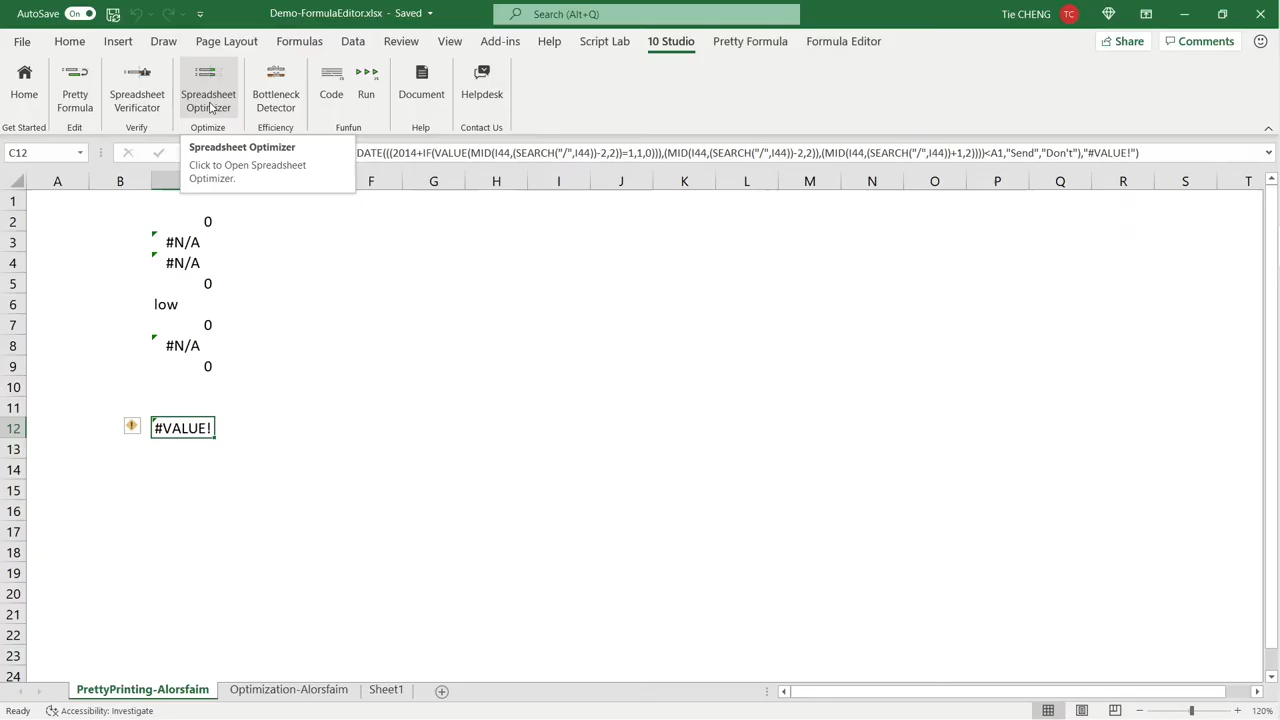 AutoSave On Demo-FormulaEditor.xlsx - Saved Search (Alt+Q) Tie CHENG TC
File Home Insert Draw Page Layout Formulas Data Review View Add-ins Help Script Lab 10 Studio Pretty Formula Formula Editor Share Comments
Home Pretty Formula Spreadsheet Verificator Spreadsheet Optimizer Bottleneck Detector Code Run Document Helpdesk
Get Started Edit Verify Optimize Efficiency Funfun Help Contact Us
C12 DATE(((2014+IF(VALUE(MID(I44,(SEARCH("/",I44))-2,2))=1,1,0))),(MID(I44,(SEARCH("/",I44))-2,2)),(MID(I44,(SEARCH("/",I44))+1,2))))<A1,"Send","Don't"),"#VALUE!")
Spreadsheet Optimizer
Click to Open Spreadsheet
Optimizer.
A B F G H I J K L M N O P Q R S T
1
2 0
3 #N/A
4 #N/A
5 0
6 low
7 0
8 #N/A
9 0
10
11
12 #VALUE!
13
14
15
16
17
18
19
20
21
22
23
24
PrettyPrinting-Alorsfaim Optimization-Alorsfaim Sheet1
Ready Accessibility: Investigate 120%